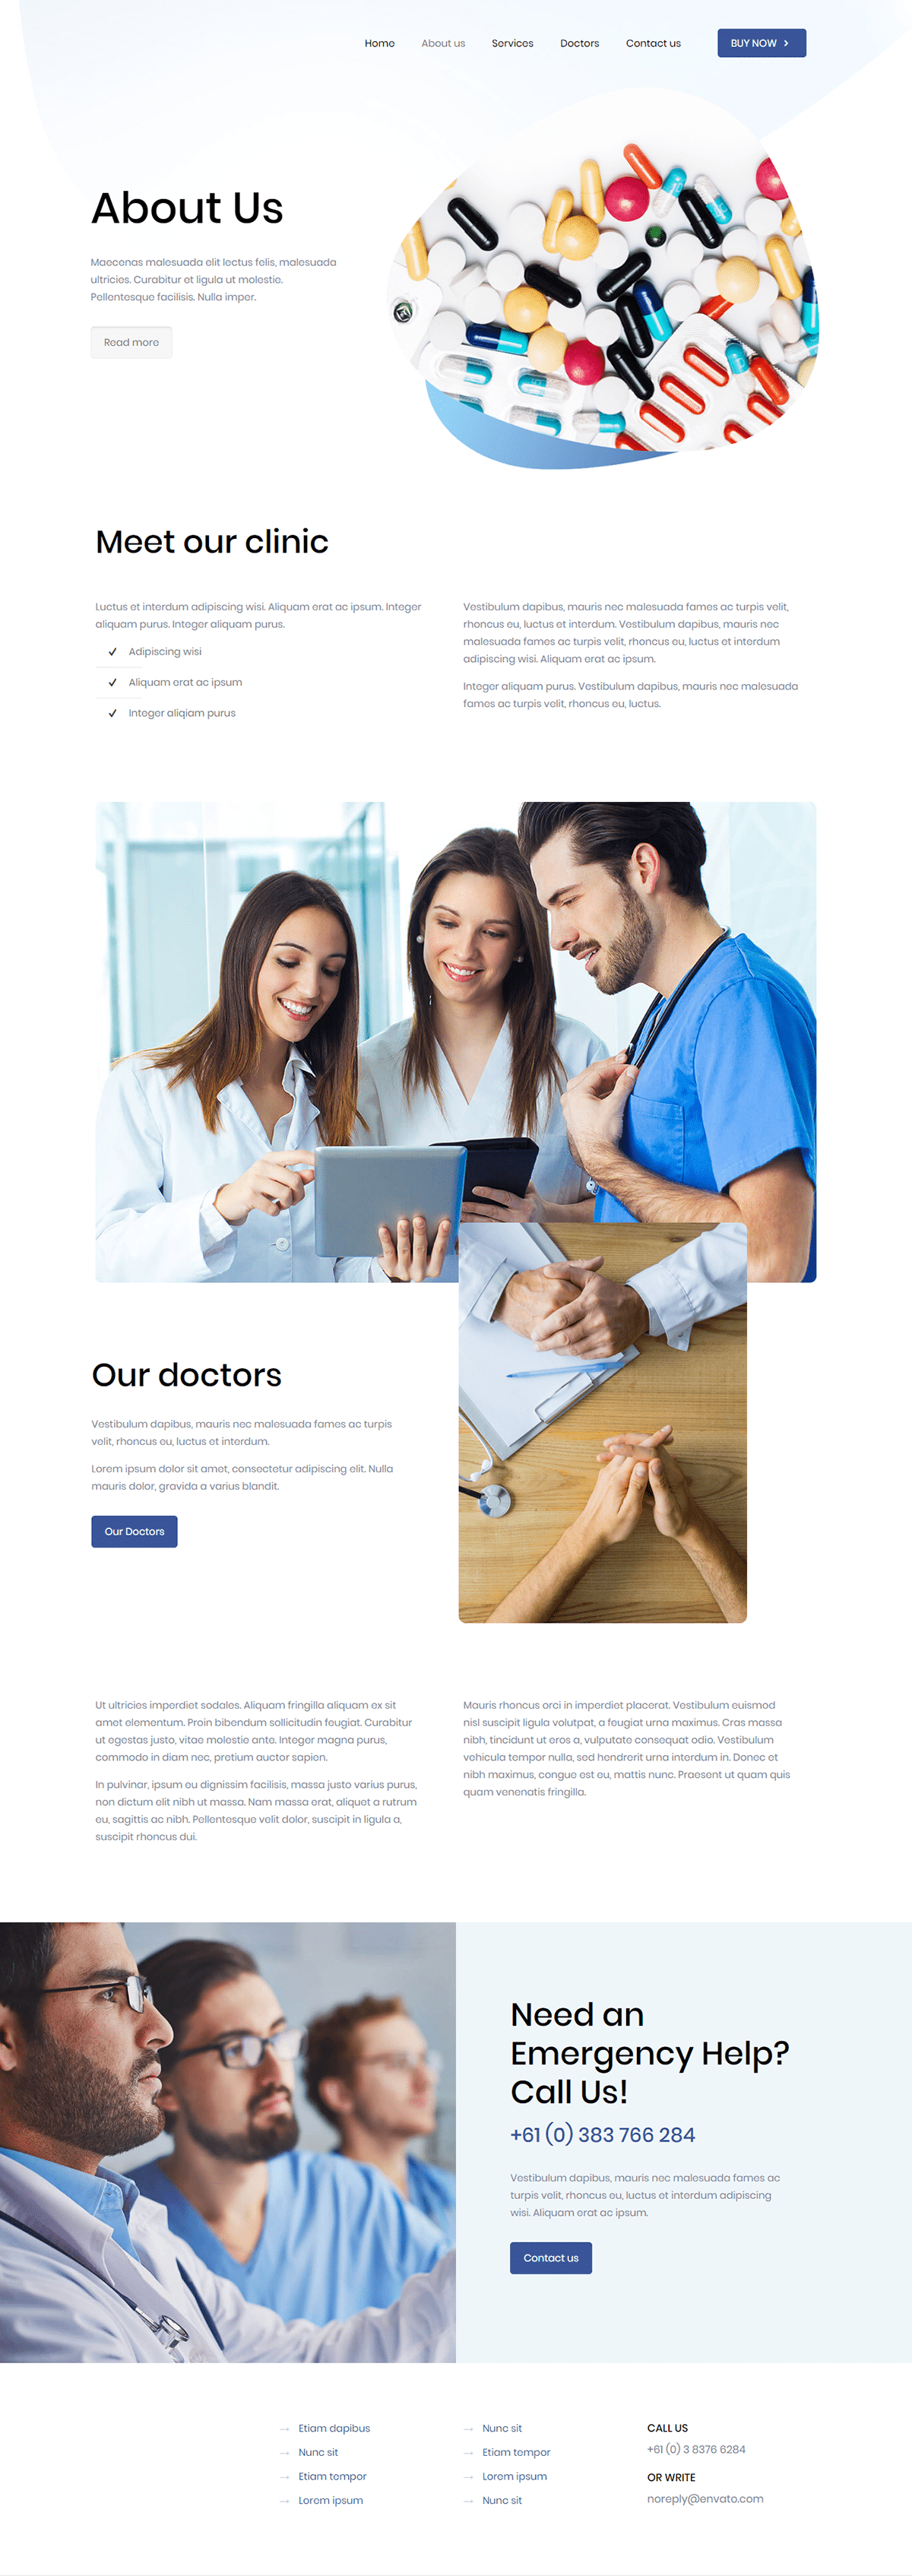 Home About us Services Doctors Contact us BUY NOW
About Us
Maecenas malesuada elit lectus felis, malesuada
ultricies. Curabitur et ligula ut molestie.
Pellentesque facilisis. Nulla imper.
Read more
Meet our clinic
Luctus et interdum adipiscing wisi. Aliquam erat ac ipsum. Integer
aliquam purus. Integer aliquam purus.
Adipiscing wisi
Aliquam erat ac ipsum
Integer aliqiam purus
Vestibulum dapibus, mauris nec malesuada fames ac turpis velit,
rhoncus eu, luctus et interdum. Vestibulum dapibus, mauris nec
malesuada fames ac turpis velit, rhoncus eu, luctus et interdum
adipiscing wisi. Aliquam erat ac ipsum.
Integer aliquam purus. Vestibulum dapibus, mauris nec malesuada
fames ac turpis velit, rhoncus eu, luctus.
Our doctors
Vestibulum dapibus, mauris nec malesuada fames ac turpis
velit, rhoncus eu, luctus et interdum.
Lorem ipsum dolor sit amet, consectetur adipiscing elit. Nulla
mauris dolor, gravida a varius blandit.
Our Doctors
Ut ultricies imperdiet sodales. Aliquam fringilla aliquam ex sit
amet elementum. Proin bibendum sollicitudin feugiat. Curabitur
ut egestas justo, vitae molestie ante. Integer magna purus,
commodo in diam nec, pretium auctor sapien.
In pulvinar, ipsum eu dignissim facilisis, massa justo varius purus,
non dictum elit nibh ut massa. Nam massa erat, aliquet a rutrum
eu, sagittis ac nibh. Pellentesque velit dolor, suscipit in ligula a,
suscipit rhoncus dui.
Mauris rhoncus orci in imperdiet placerat. Vestibulum euismod
nisl suscipit ligula volutpat, a feugiat urna maximus. Cras massa
nibh, tincidunt ut eros a, vulputate consequat odio. Vestibulum
vehicula tempor nulla, sed hendrerit urna interdum in. Donec et
nibh maximus, congue est eu, mattis nunc. Praesent ut quam quis
quam venenatis fringilla.
Need an
Emergency Help?
Call Us!
+61 (0) 383 766 284
Vestibulum dapibus, mauris nec malesuada fames ac
turpis velit, rhoncus eu, luctus et interdum adipiscing
wisi. Aliquam erat ac ipsum.
Contact us
Etiam dapibus
Nunc sit
Etiam tempor
Lorem ipsum
Nunc sit
Etiam tempor
Lorem ipsum
Nunc sit
CALL US
+61 (0) 3 8376 6284
OR WRITE
noreply@envato.com